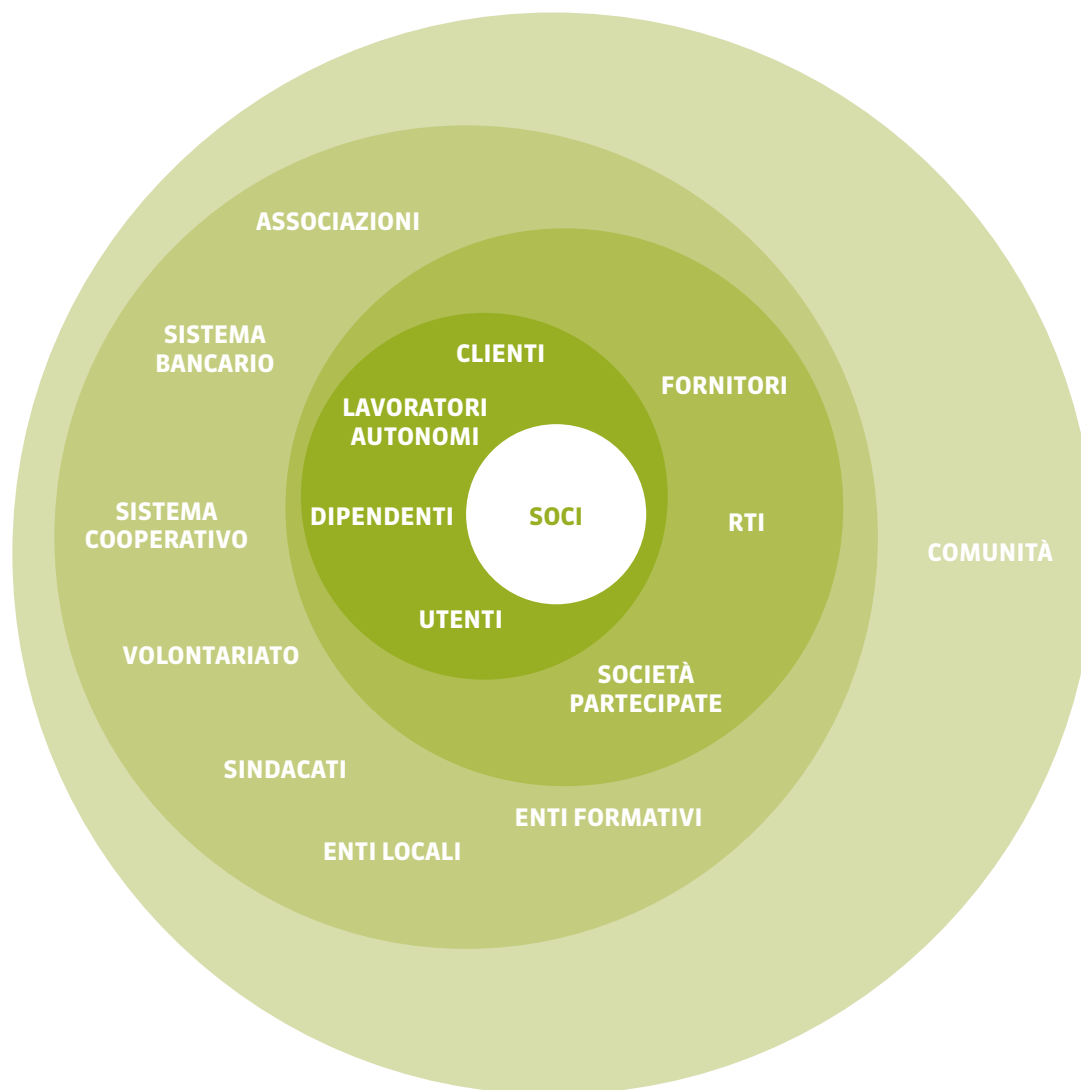 ASSOCIAZIONI
SISTEMA
BANCARIO
CLIENTI
FORNITORI
LAVORATORI
AUTONOMI
SISTEMA
COOPERATIVO
DIPENDENTI
SOCI
RTI
COMUNITÀ
UTENTI
VOLONTARIATO
SOCIETÀ
PARTECIPATE
SINDACATI
ENTI FORMATIVI
ENTI LOCALI